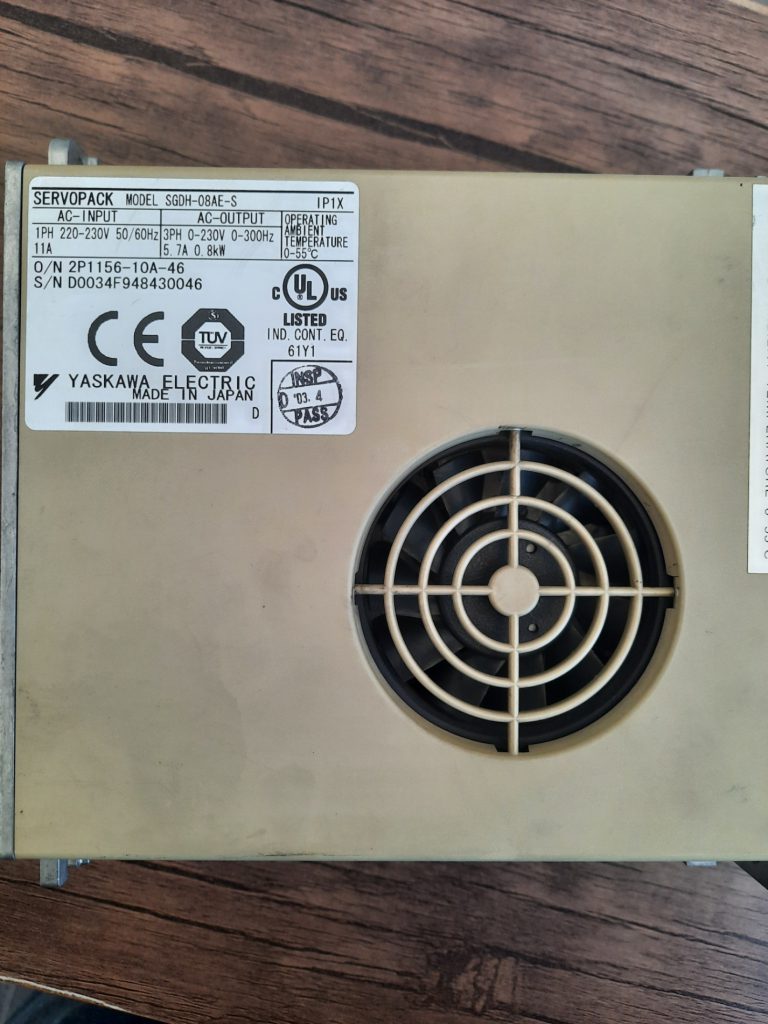 SERVOPACK MODEL SGDH-08AE-S IP1X
AC-INPUT AC-OUTPUT OPERATING AMBIENT TEMPERATURE
1PH 220-230V 50/60Hz 3PH 0-230V 0-300Hz
11A 5.7A 0.8kW 0-55°C
O/N 2P1156-10A-46
S/N D0034F948430046
C UL ® US
LISTED
IND. CONT. EQ.
61Y1
CE TÜV
YASKAWA ELECTRIC
MADE IN JAPAN
D
INSP
D '03. 4
PASS